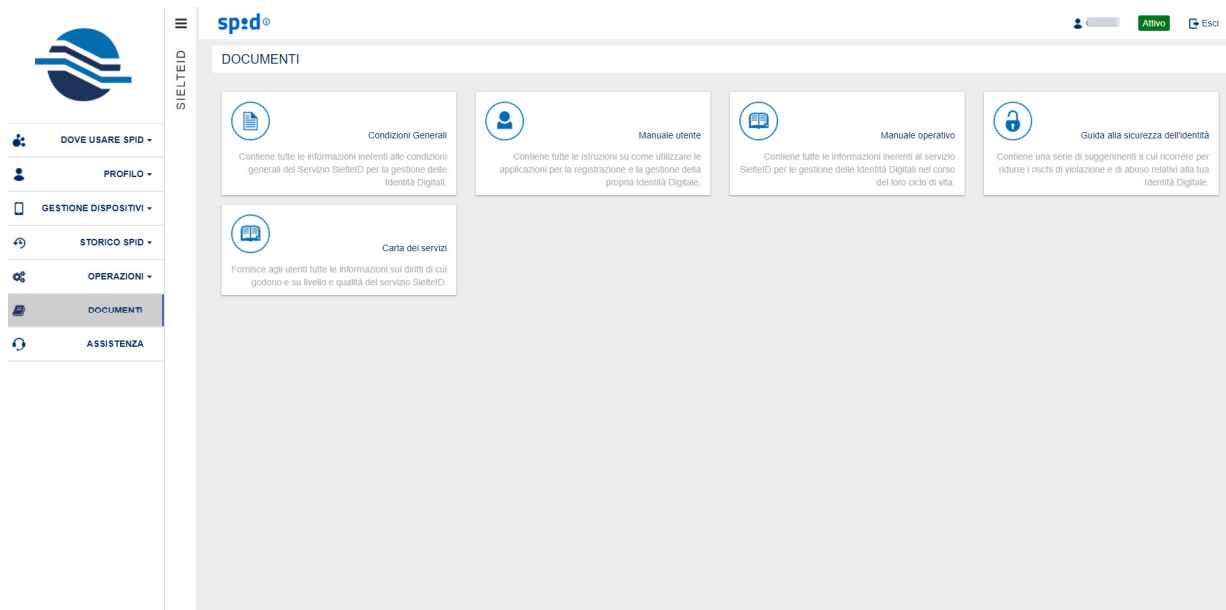 spid
Attivo
Esci
SIELTEID
DOCUMENTI
DOVE USARE SPID
PROFILO
GESTIONE DISPOSITIVI
STORICO SPID
OPERAZIONI
DOCUMENTI
ASSISTENZA
Condizioni Generali
Contiene tutte le informazioni inerenti alle condizioni
generali del Servizio SielteID per la gestione delle
Identità Digitali.
Manuale utente
Contiene tutte le istruzioni su come utilizzare le
applicazioni per la registrazione e la gestione della
propria Identità Digitale.
Manuale operativo
Contiene tutte le informazioni inerenti al servizio
SielteID per le gestione delle Identità Digitali nel corso
del loro ciclo di vita.
Guida alla sicurezza dell'identità
Contiene una serie di suggerimenti a cui ricorrere per
ridurre i rischi di violazione e di abuso relativi alla tua
Identità Digitale.
Carta dei servizi
Fornisce agli utenti tutte le informazioni sui diritti di cui
godono e su livello e qualità del servizio SielteID.